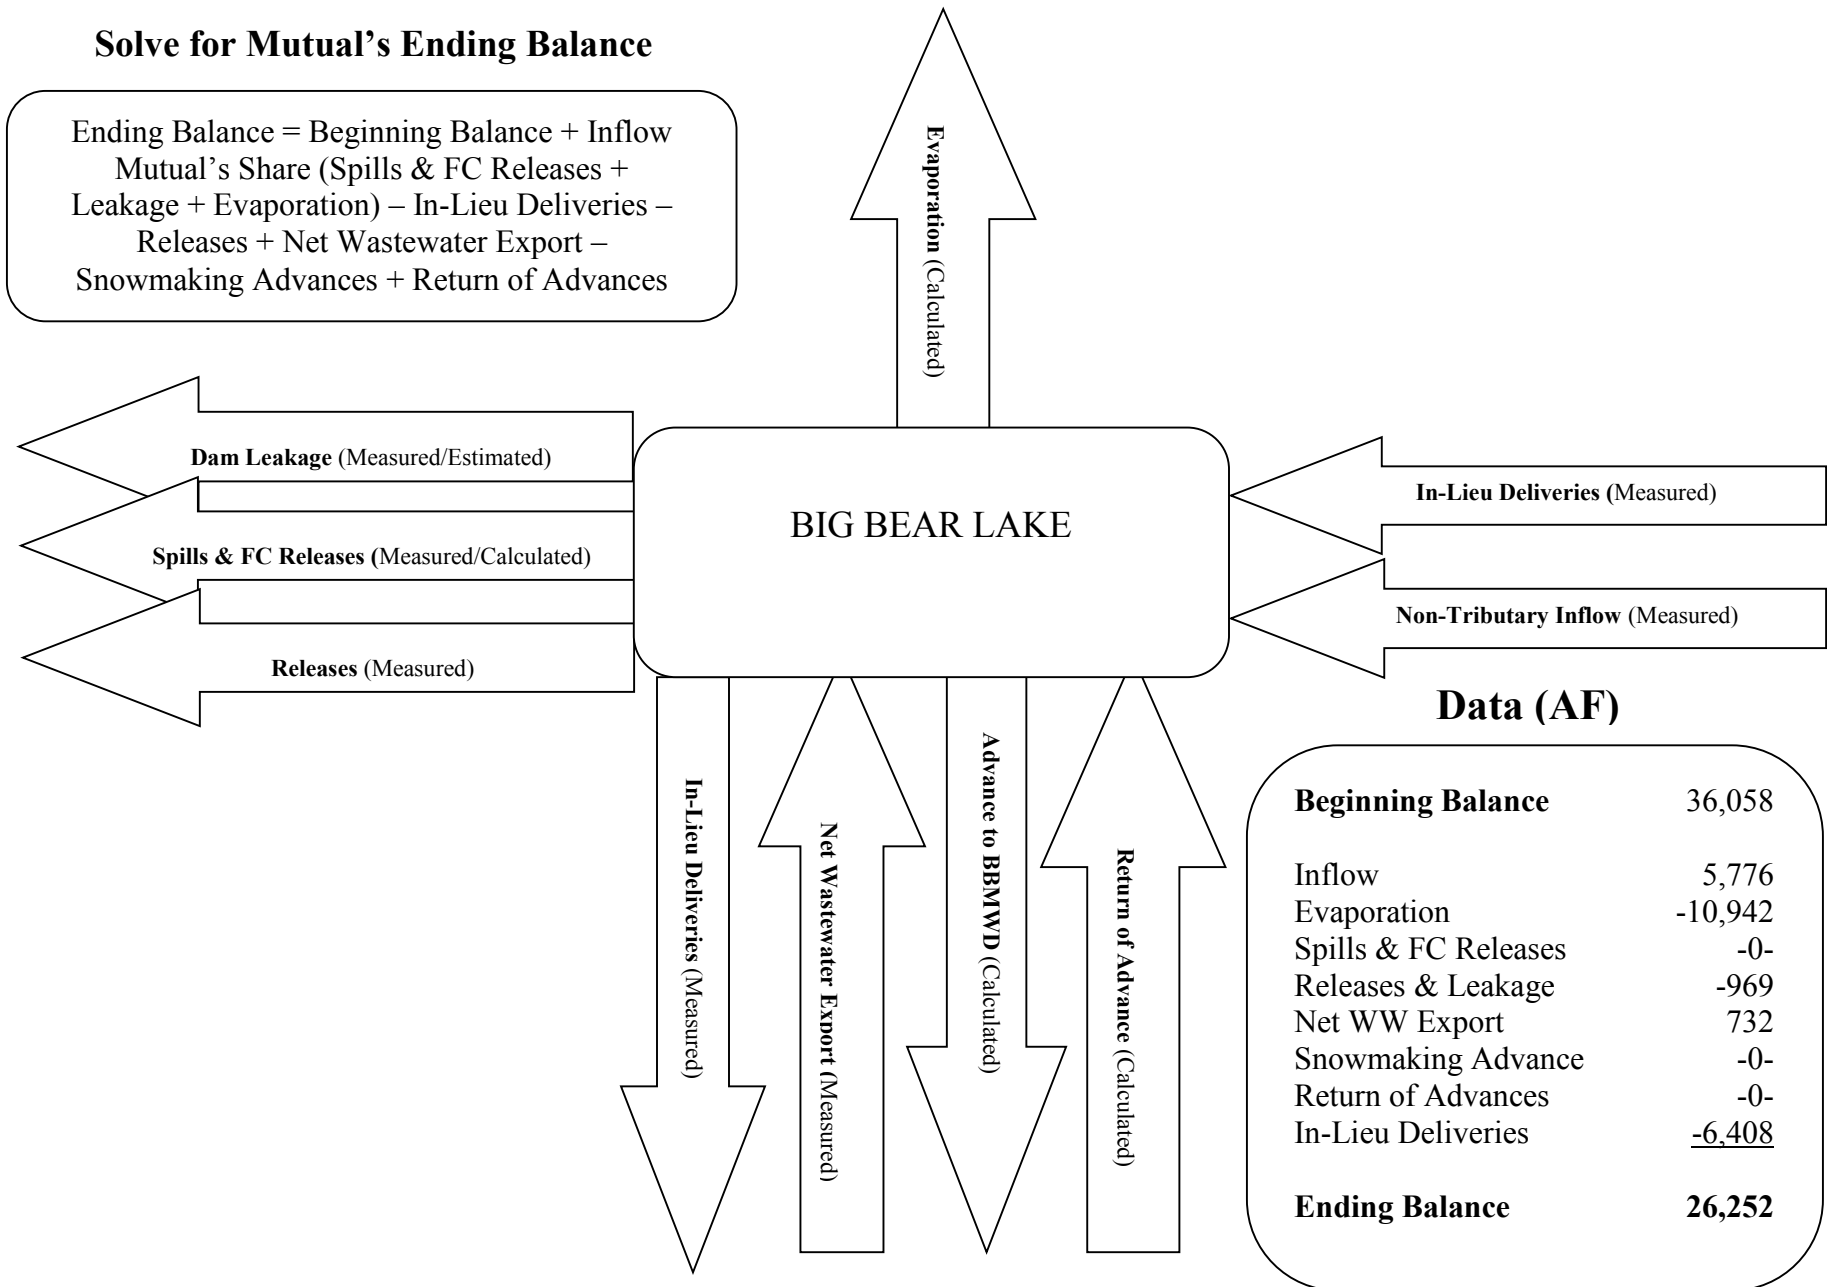 Solve for Mutual’s Ending Balance
Ending Balance = Beginning Balance + Inflow
Mutual’s Share (Spills & FC Releases +
Leakage + Evaporation) – In-Lieu Deliveries –
Releases + Net Wastewater Export –
Snowmaking Advances + Return of Advances
Evaporation (Calculated)
Dam Leakage (Measured/Estimated)
Spills & FC Releases (Measured/Calculated)
Releases (Measured)
BIG BEAR LAKE
In-Lieu Deliveries (Measured)
Non-Tributary Inflow (Measured)
In-Lieu Deliveries (Measured)
Net Wastewater Export (Measured)
Advance to BBMWD (Calculated)
Return of Advance (Calculated)
Data (AF)
Beginning Balance 36,058
Inflow 5,776
Evaporation -10,942
Spills & FC Releases -0-
Releases & Leakage -969
Net WW Export 732
Snowmaking Advance -0-
Return of Advances -0-
In-Lieu Deliveries -6,408
Ending Balance 26,252